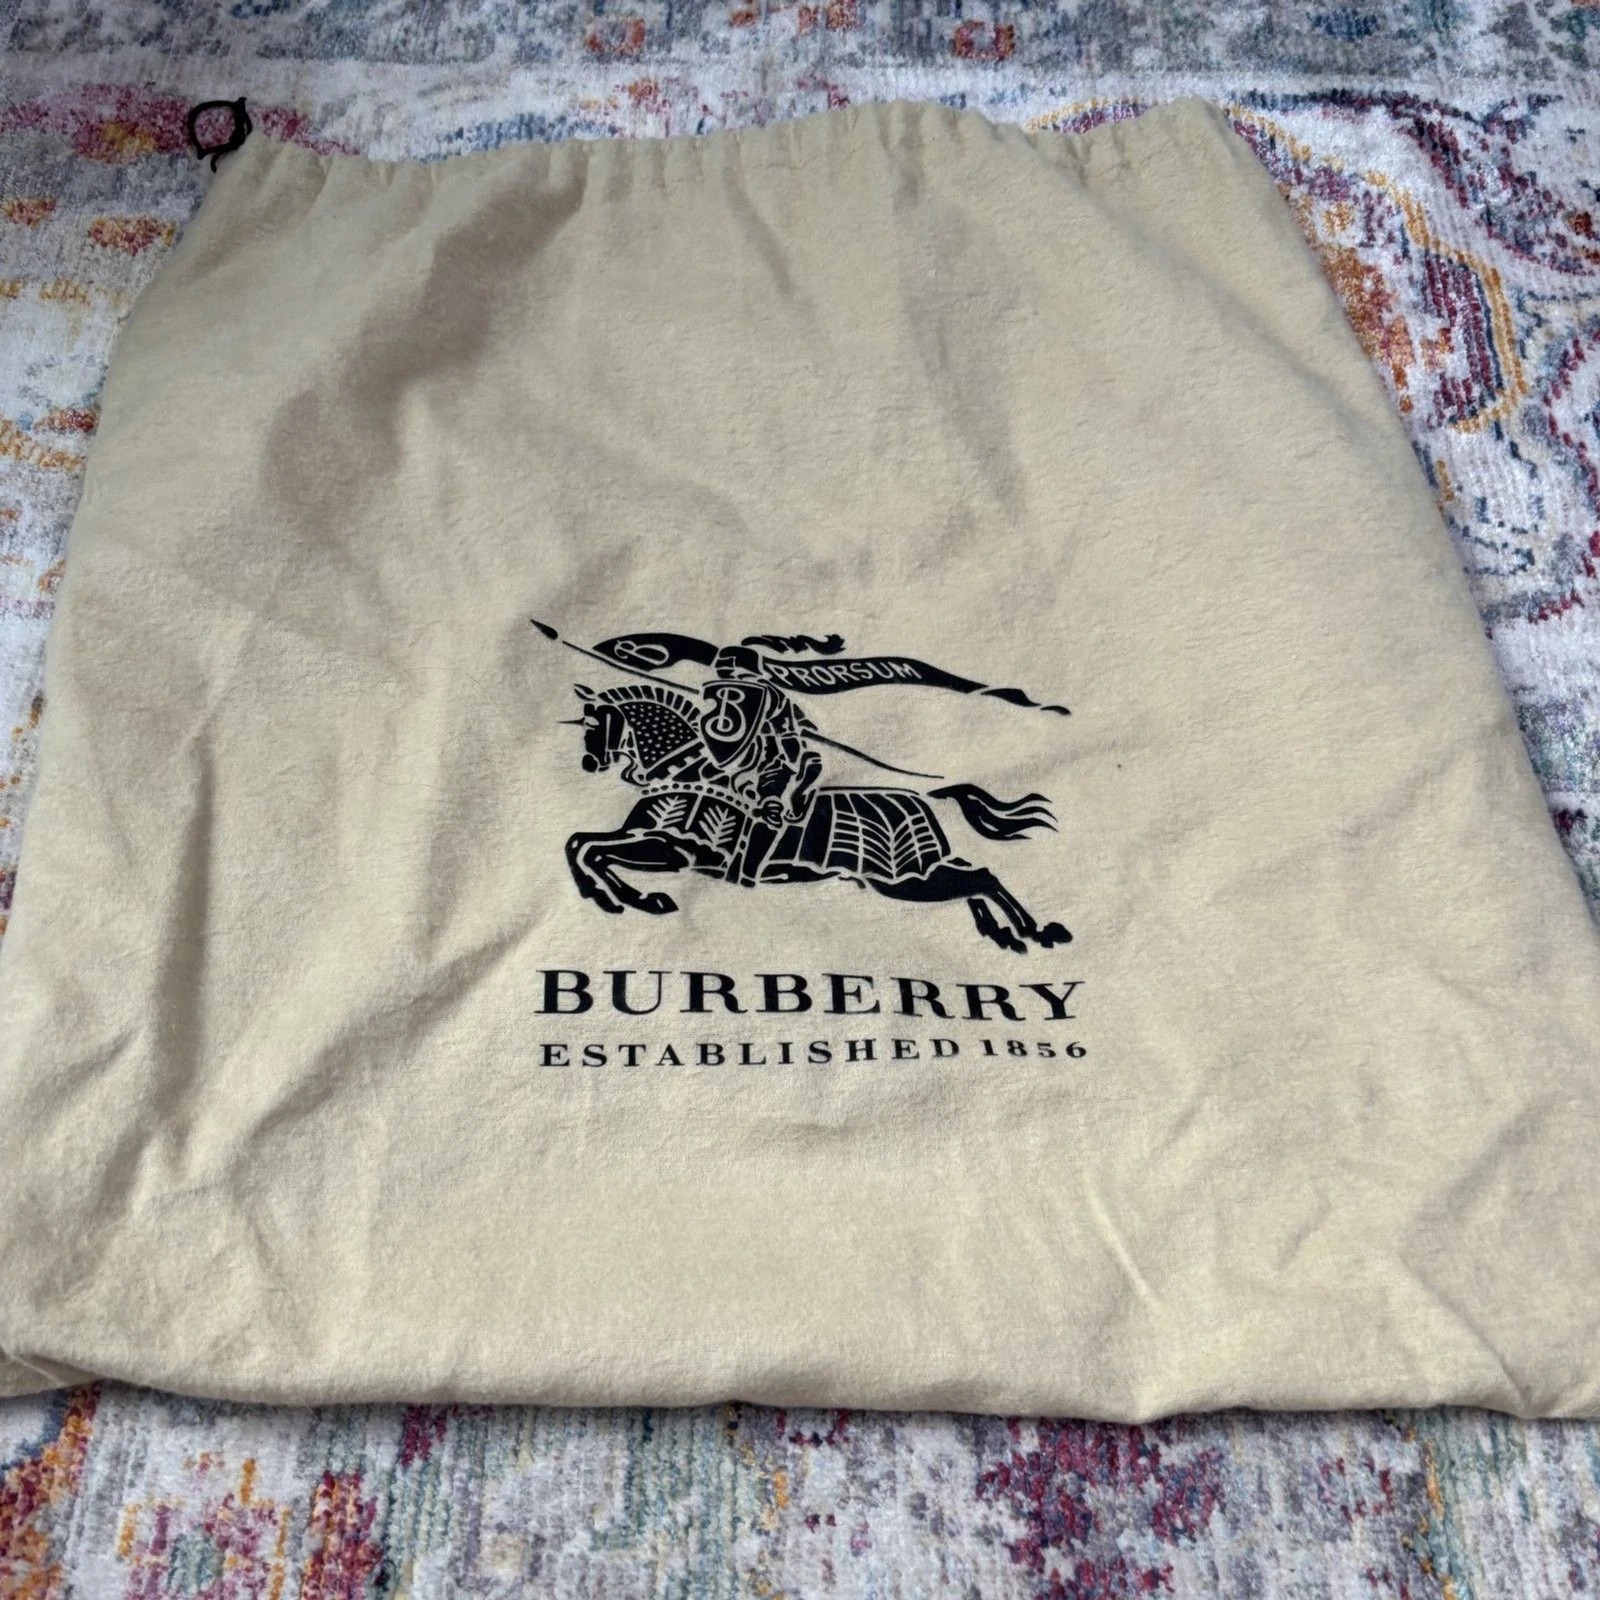 B PRORSUM
B
BURBERRY
ESTABLISHED 1856